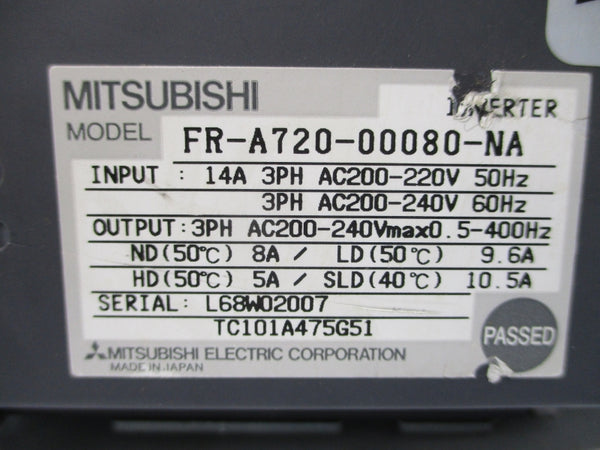 MITSUBISHI
INVERTER
MODEL FR-A720-00080-NA
INPUT : 14A 3PH AC200-220V 50Hz
3PH AC200-240V 60Hz
OUTPUT:3PH AC200-240Vmax0.5-400Hz
ND(50℃) 8A / LD(50℃) 9.6A
HD(50℃) 5A / SLD(40℃) 10.5A
SERIAL: L68W02007
TC101A475G51
PASSED
MITSUBISHI ELECTRIC CORPORATION
MADE IN JAPAN